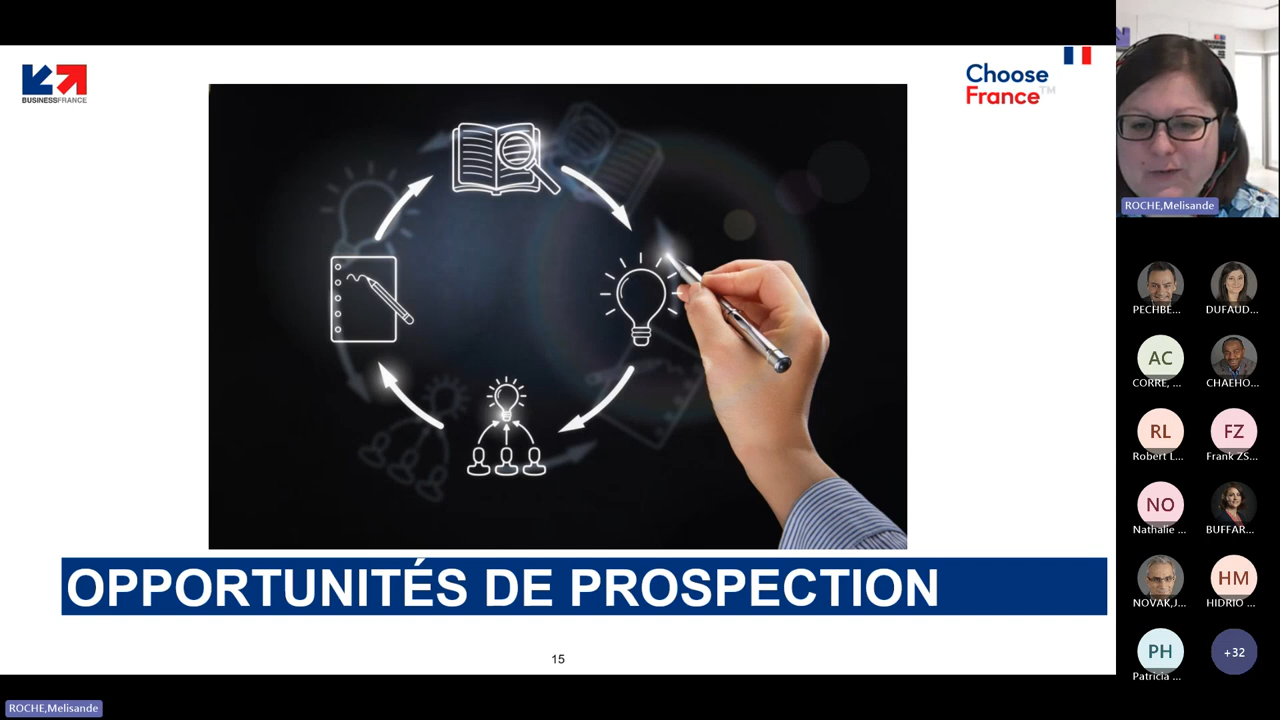 BUSINESSFRANCE
Choose
France™
OPPORTUNITÉS DE PROSPECTION
15
ROCHE,Melisande
ROCHE,Melisande
PECHBE...
DUFAUD...
AC
CORRE, ...
CHAEHO...
RL
Robert L...
FZ
Frank ZS...
NO
Nathalie ...
BUFFAR...
NOVAK,J...
HM
HIDRIO ...
PH
Patricia ...
+32